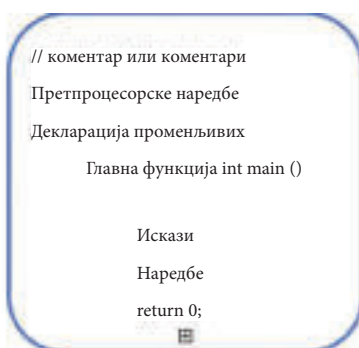 // коментар или коментари
Претпроцесорске наредбе
Декларација променљивих
Главна функција int main ()
Искази
Наредбе
return 0;